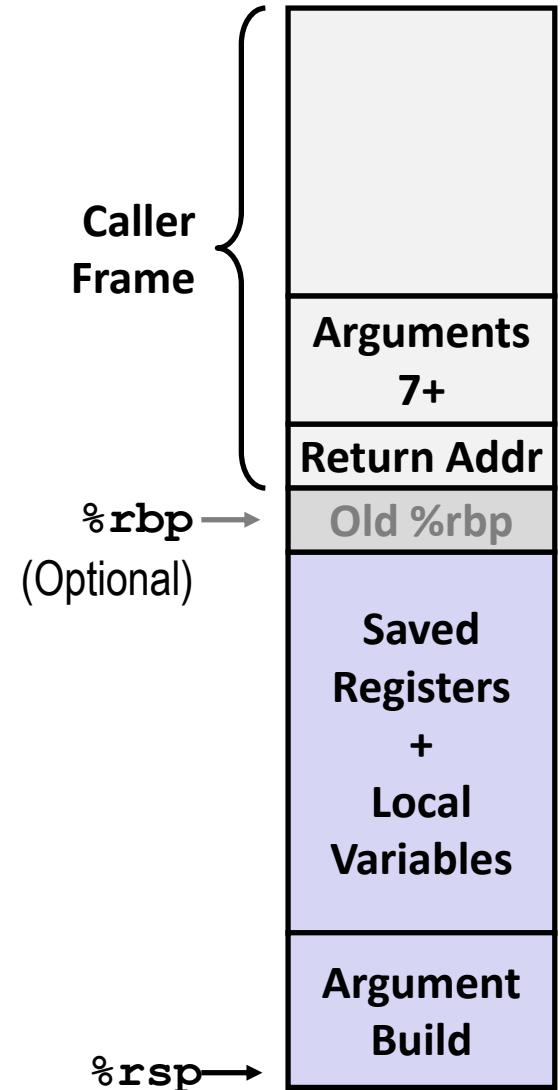 Caller
Frame
Arguments
7+
Return Addr
%rbp
Old %rbp
(Optional)
Saved
Registers
+
Local
Variables
Argument
Build
%rsp